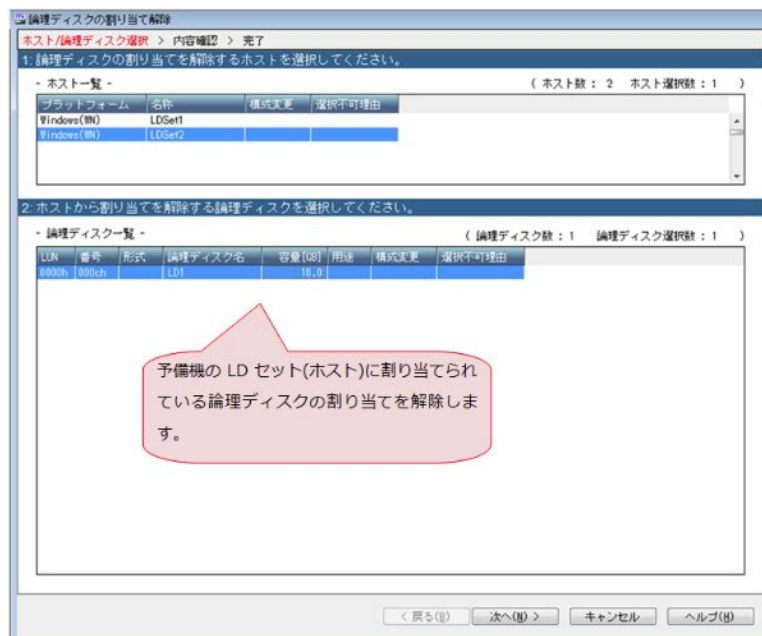 論理ディスクの割り当て解除
ホスト/論理ディスク選択 > 内容確認 > 完了
1:論理ディスクの割り当てを解除するホストを選択してください。
- ホスト一覧 - ( ホスト数 : 2 ホスト選択数 : 1 )
プラットフォーム 名称 構成変更 選択不可理由
Windows(WN) LDSet1
Windows(WN) LDSet2
2:ホストから割り当てを解除する論理ディスクを選択してください。
- 論理ディスク一覧 - ( 論理ディスク数 : 1 論理ディスク選択数 : 1 )
LUN 番号 形式 論理ディスク名 容量[GB] 用途 構成変更 選択不可理由
0000h 000ch LD1 10.0
予備機の LD セット(ホスト)に割り当てられ
ている論理ディスクの割り当てを解除しま
す。
< 戻る(B) 次へ(N) > キャンセル ヘルプ(H)